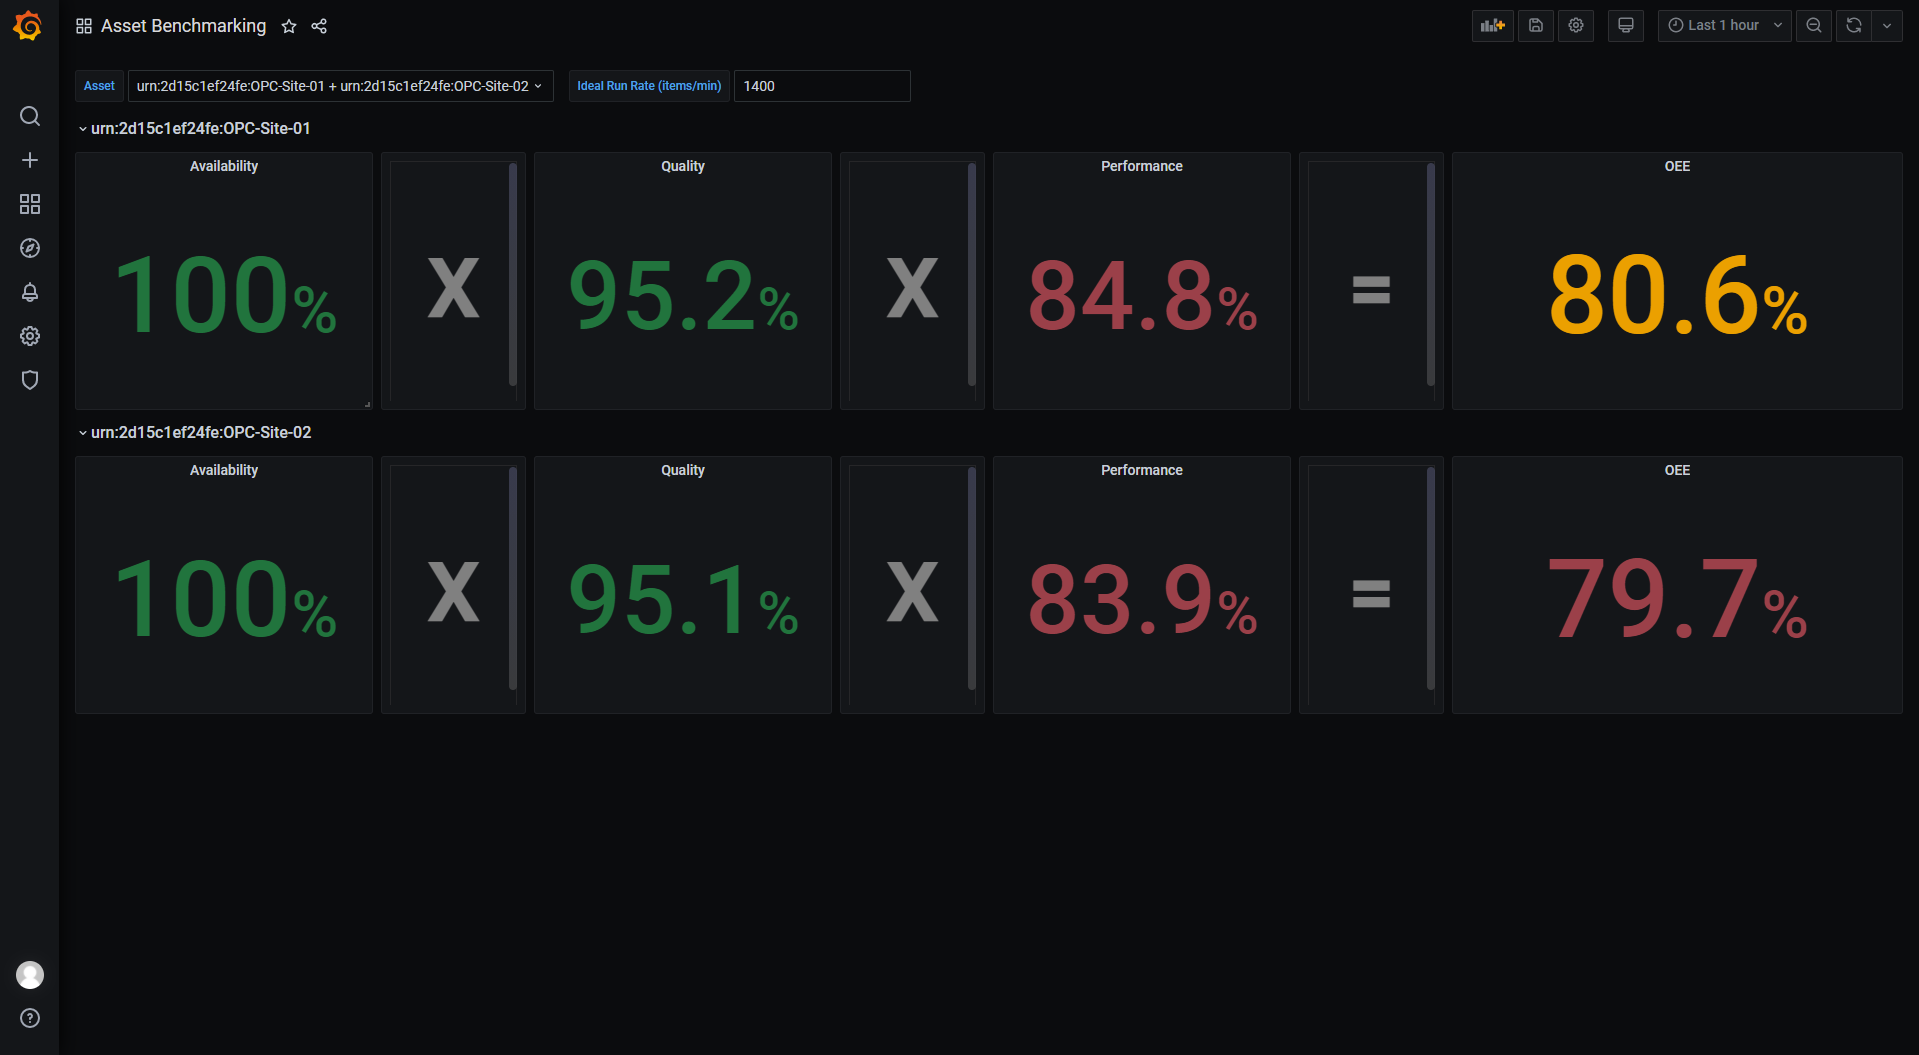 Asset Benchmarking
Last 1 hour
Asset urn:2d15c1ef24fe:OPC-Site-01 + urn:2d15c1ef24fe:OPC-Site-02 Ideal Run Rate (items/min) 1400
urn:2d15c1ef24fe:OPC-Site-01
Availability Quality Performance OEE
100% X 95.2% X 84.8% = 80.6%
urn:2d15c1ef24fe:OPC-Site-02
Availability Quality Performance OEE
100% X 95.1% X 83.9% = 79.7%